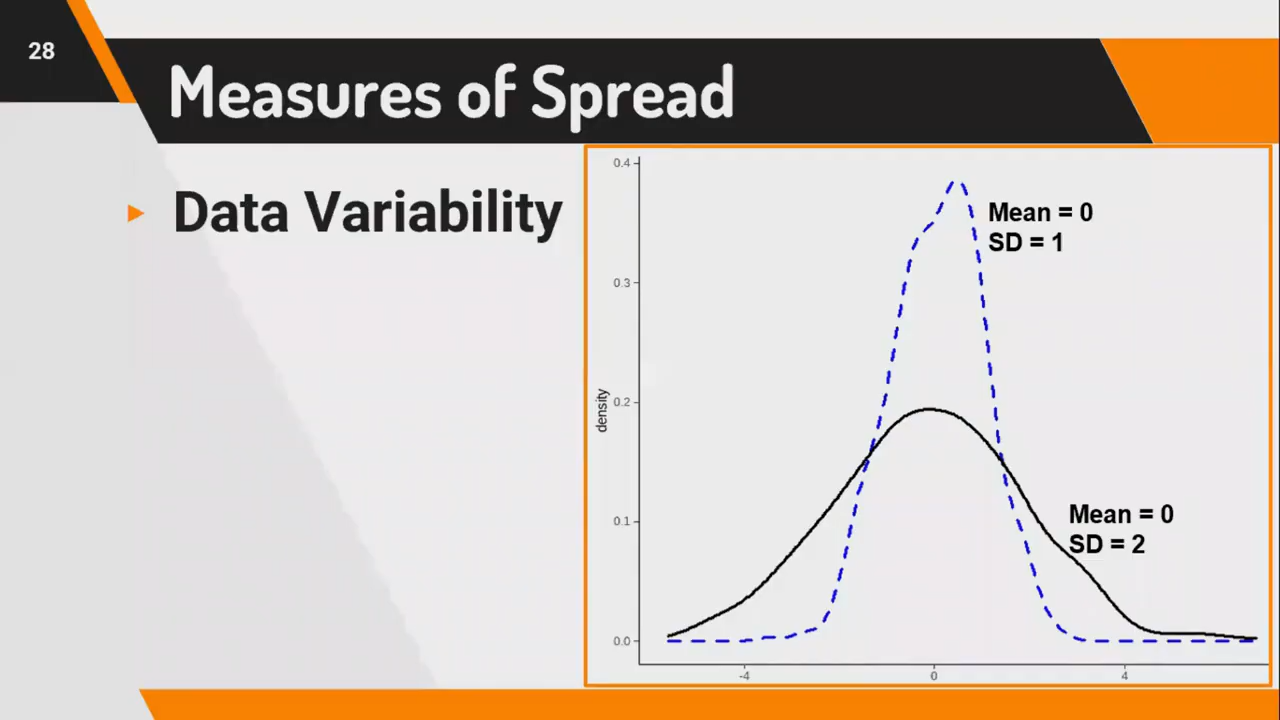 28
Measures of Spread
Data Variability
0.4
0.3
0.2
0.1
0.0
density
-4
0
4
Mean = 0
SD = 1
Mean = 0
SD = 2